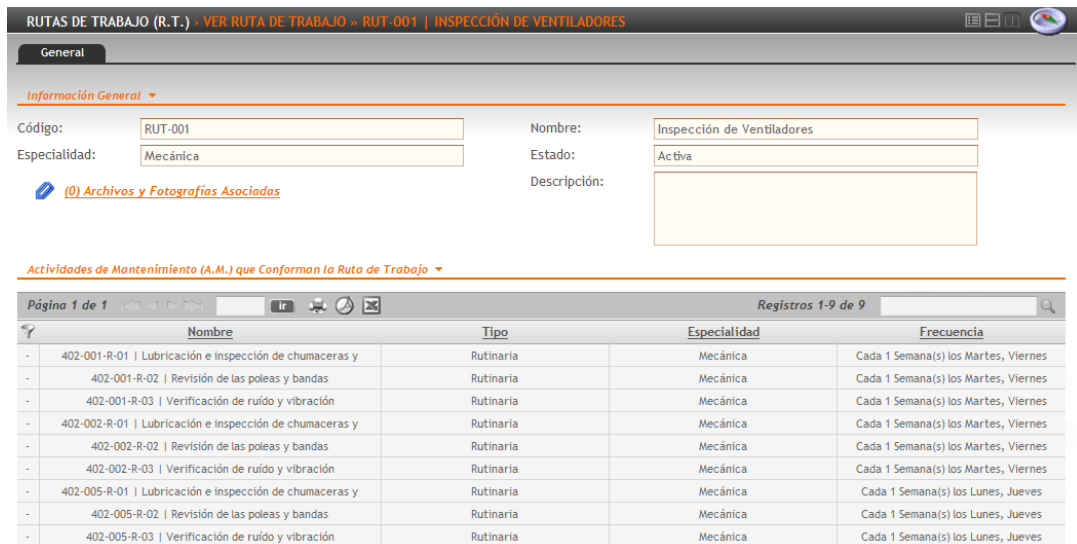 RUTAS DE TRABAJO (R.T.) › VER RUTA DE TRABAJO » RUT-001 | INSPECCIÓN DE VENTILADORES
General
Información General
Código: RUT-001 Nombre: Inspección de Ventiladores
Especialidad: Mecánica Estado: Activa
(0) Archivos y Fotografías Asociadas Descripción:
Actividades de Mantenimiento (A.M.) que Conforman la Ruta de Trabajo
Página 1 de 1 ir Registros 1-9 de 9
Nombre Tipo Especialidad Frecuencia
- 402-001-R-01 | Lubricación e inspección de chumaceras y Rutinaria Mecánica Cada 1 Semana(s) los Martes, Viernes
- 402-001-R-02 | Revisión de las poleas y bandas Rutinaria Mecánica Cada 1 Semana(s) los Martes, Viernes
- 402-001-R-03 | Verificación de ruído y vibración Rutinaria Mecánica Cada 1 Semana(s) los Martes, Viernes
- 402-002-R-01 | Lubricación e inspección de chumaceras y Rutinaria Mecánica Cada 1 Semana(s) los Martes, Viernes
- 402-002-R-02 | Revisión de las poleas y bandas Rutinaria Mecánica Cada 1 Semana(s) los Martes, Viernes
- 402-002-R-03 | Verificación de ruído y vibración Rutinaria Mecánica Cada 1 Semana(s) los Martes, Viernes
- 402-005-R-01 | Lubricación e inspección de chumaceras y Rutinaria Mecánica Cada 1 Semana(s) los Lunes, Jueves
- 402-005-R-02 | Revisión de las poleas y bandas Rutinaria Mecánica Cada 1 Semana(s) los Lunes, Jueves
- 402-005-R-03 | Verificación de ruído y vibración Rutinaria Mecánica Cada 1 Semana(s) los Lunes, Jueves